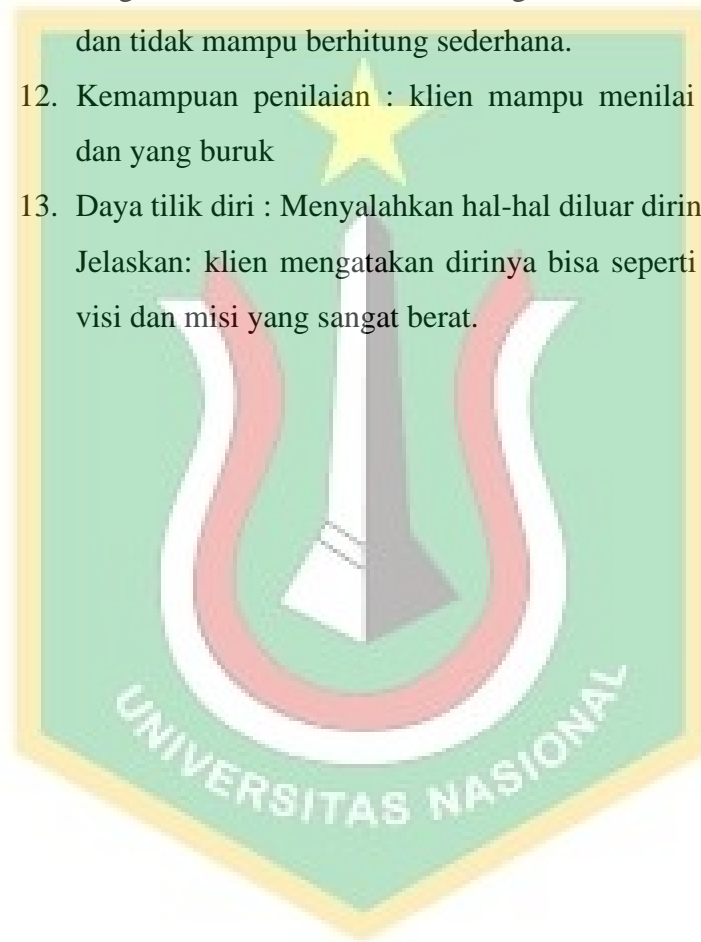 dan tidak mampu berhitung sederhana.
12. Kemampuan penilaian : klien mampu menilai
dan yang buruk
13. Daya tilik diri : Menyalahkan hal-hal diluar
Jelaskan: klien mengatakan dirinya bisa seperti
visi dan misi yang sangat berat.
UNIVERSITAS NASIONAL